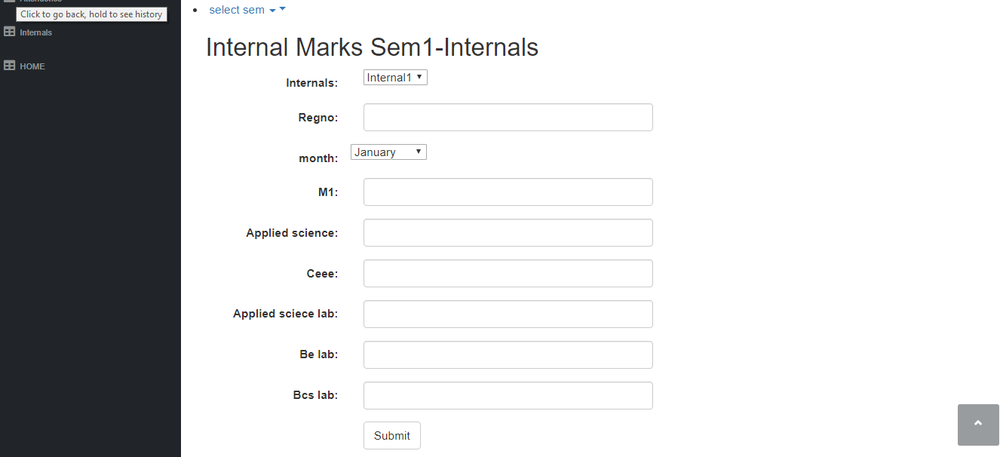 Attendence
Click to go back, hold to see history
Internals
HOME
select sem
Internal Marks Sem1-Internals
Internals: Internal1
Regno:
month: January
M1:
Applied science:
Ceee:
Applied sciece lab:
Be lab:
Bcs lab:
Submit